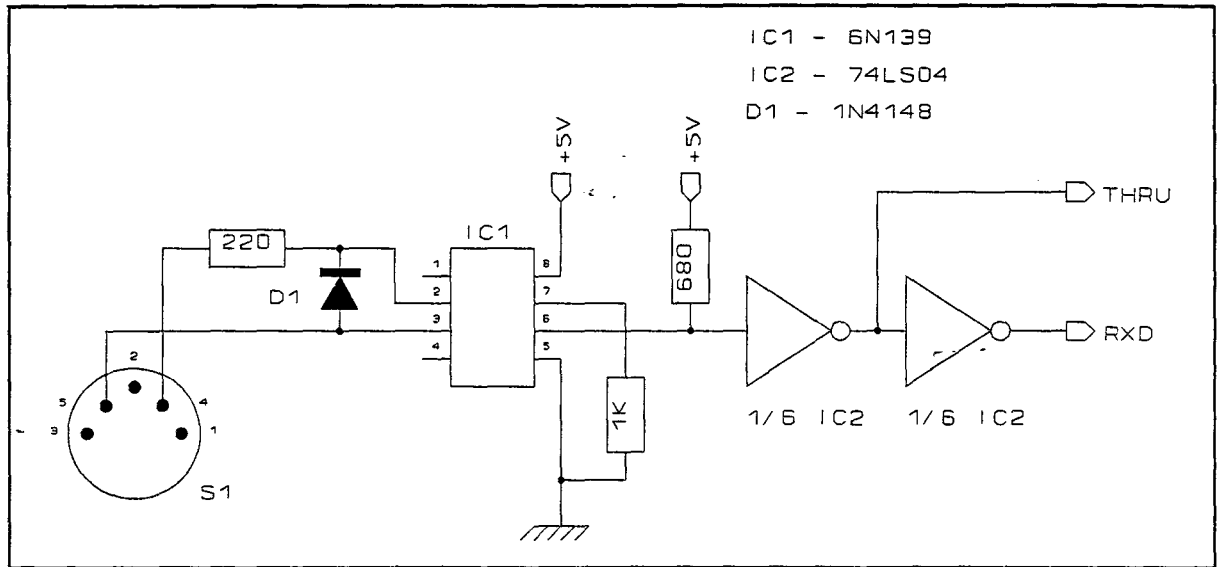 IC1 - 6N139
IC2 - 74LS04
D1 - 1N4148
+5V
+5V
THRU
220
IC1
680
D1
1
2
3
4
8
7
6
5
RXD
2
5
4
3
1
S1
1K
1/6 IC2
1/6 IC2